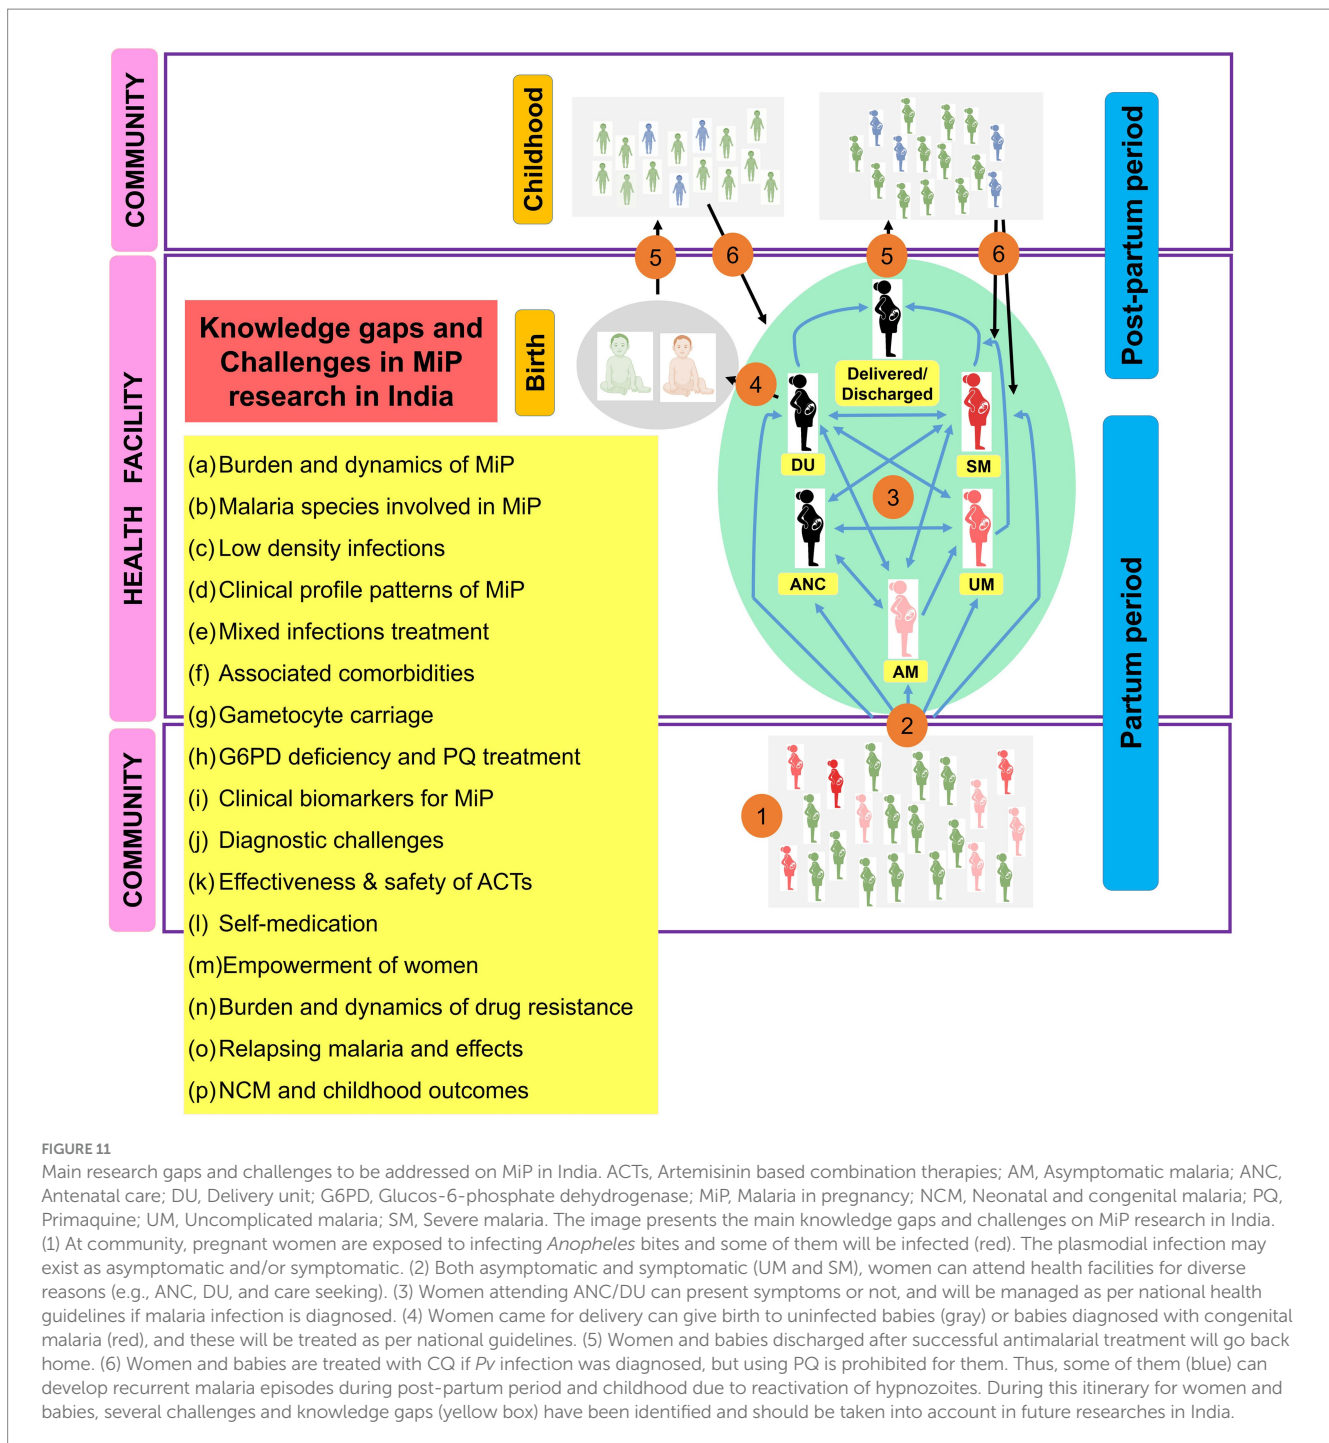 COMMUNITY
Childhood
Post-partum period
5
6
5
6
HEALTH FACILITY
Knowledge gaps and
Challenges in MiP
research in India
Birth
4
Delivered/
Discharged
DU
SM
3
ANC
UM
AM
2
Partum period
(a) Burden and dynamics of MiP
(b) Malaria species involved in MiP
(c) Low density infections
(d) Clinical profile patterns of MiP
(e) Mixed infections treatment
(f) Associated comorbidities
(g) Gametocyte carriage
(h) G6PD deficiency and PQ treatment
(i) Clinical biomarkers for MiP
(j) Diagnostic challenges
(k) Effectiveness & safety of ACTs
(l) Self-medication
(m) Empowerment of women
(n) Burden and dynamics of drug resistance
(o) Relapsing malaria and effects
(p) NCM and childhood outcomes
COMMUNITY
1
FIGURE 11
Main research gaps and challenges to be addressed on MiP in India. ACTs, Artemisinin based combination therapies; AM, Asymptomatic malaria; ANC,
Antenatal care; DU, Delivery unit; G6PD, Glucos-6-phosphate dehydrogenase; MiP, Malaria in pregnancy; NCM, Neonatal and congenital malaria; PQ,
Primaquine; UM, Uncomplicated malaria; SM, Severe malaria. The image presents the main knowledge gaps and challenges on MiP research in India.
(1) At community, pregnant women are exposed to infecting Anopheles bites and some of them will be infected (red). The plasmodial infection may
exist as asymptomatic and/or symptomatic. (2) Both asymptomatic and symptomatic (UM and SM), women can attend health facilities for diverse
reasons (e.g., ANC, DU, and care seeking). (3) Women attending ANC/DU can present symptoms or not, and will be managed as per national health
guidelines if malaria infection is diagnosed. (4) Women came for delivery can give birth to uninfected babies (gray) or babies diagnosed with congenital
malaria (red), and these will be treated as per national guidelines. (5) Women and babies discharged after successful antimalarial treatment will go back
home. (6) Women and babies are treated with CQ if Pv infection was diagnosed, but using PQ is prohibited for them. Thus, some of them (blue) can
develop recurrent malaria episodes during post-partum period and childhood due to reactivation of hypnozoites. During this itinerary for women and
babies, several challenges and knowledge gaps (yellow box) have been identified and should be taken into account in future researches in India.